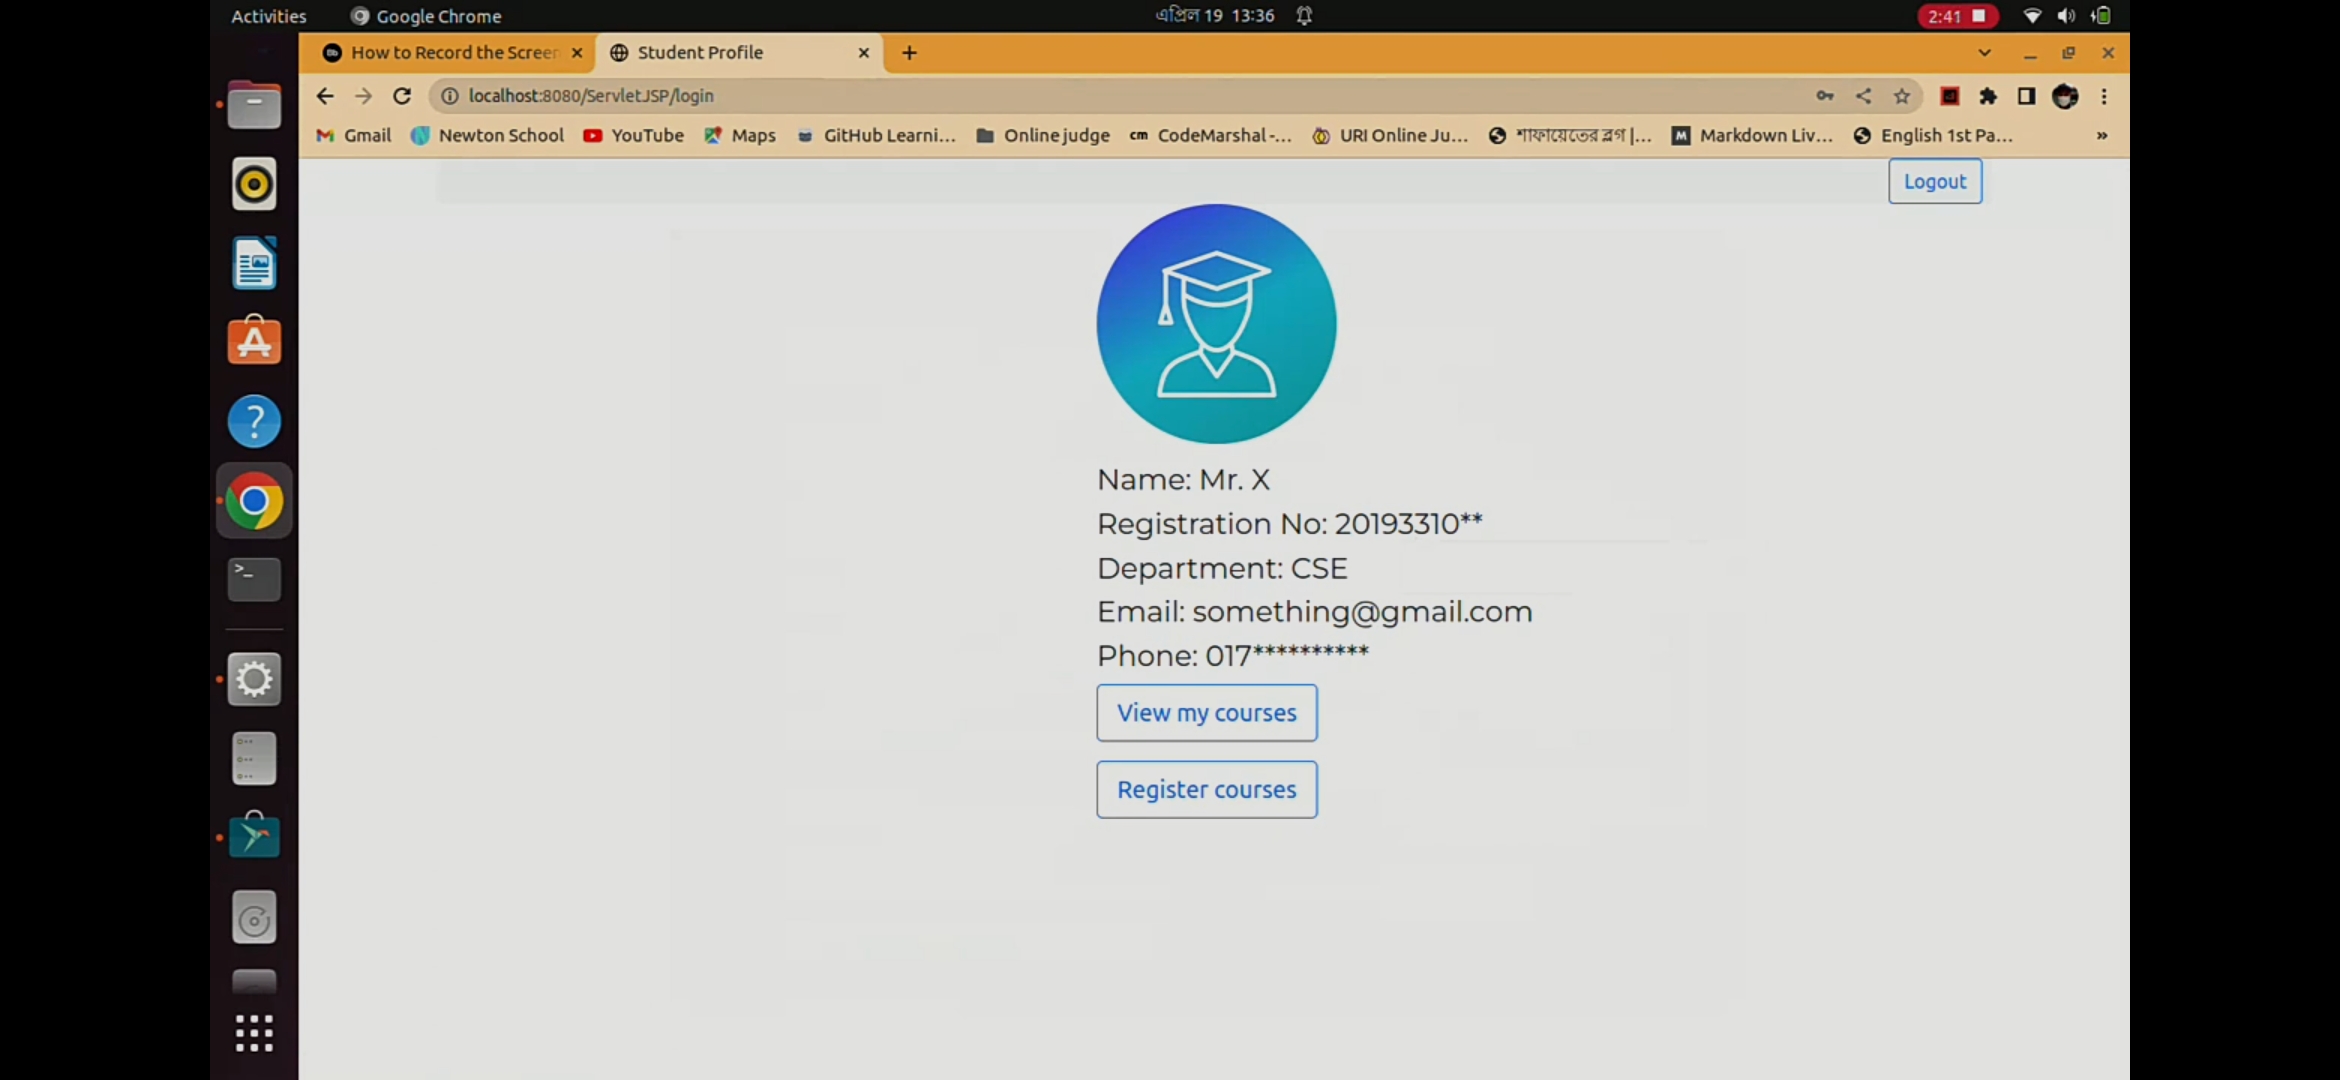 Activities Google Chrome এপ্রিল 19 13:36 2:41
How to Record the Screen Student Profile
localhost:8080/ServletJSP/login
Gmail Newton School YouTube Maps GitHub Learni... Online judge cm CodeMarshal -... URI Online Ju... শাফায়েতের ব্লগ |... M Markdown Liv... English 1st Pa... »
Logout
Name: Mr. X
Registration No: 20193310**
Department: CSE
Email: something@gmail.com
Phone: 017**********
View my courses
Register courses